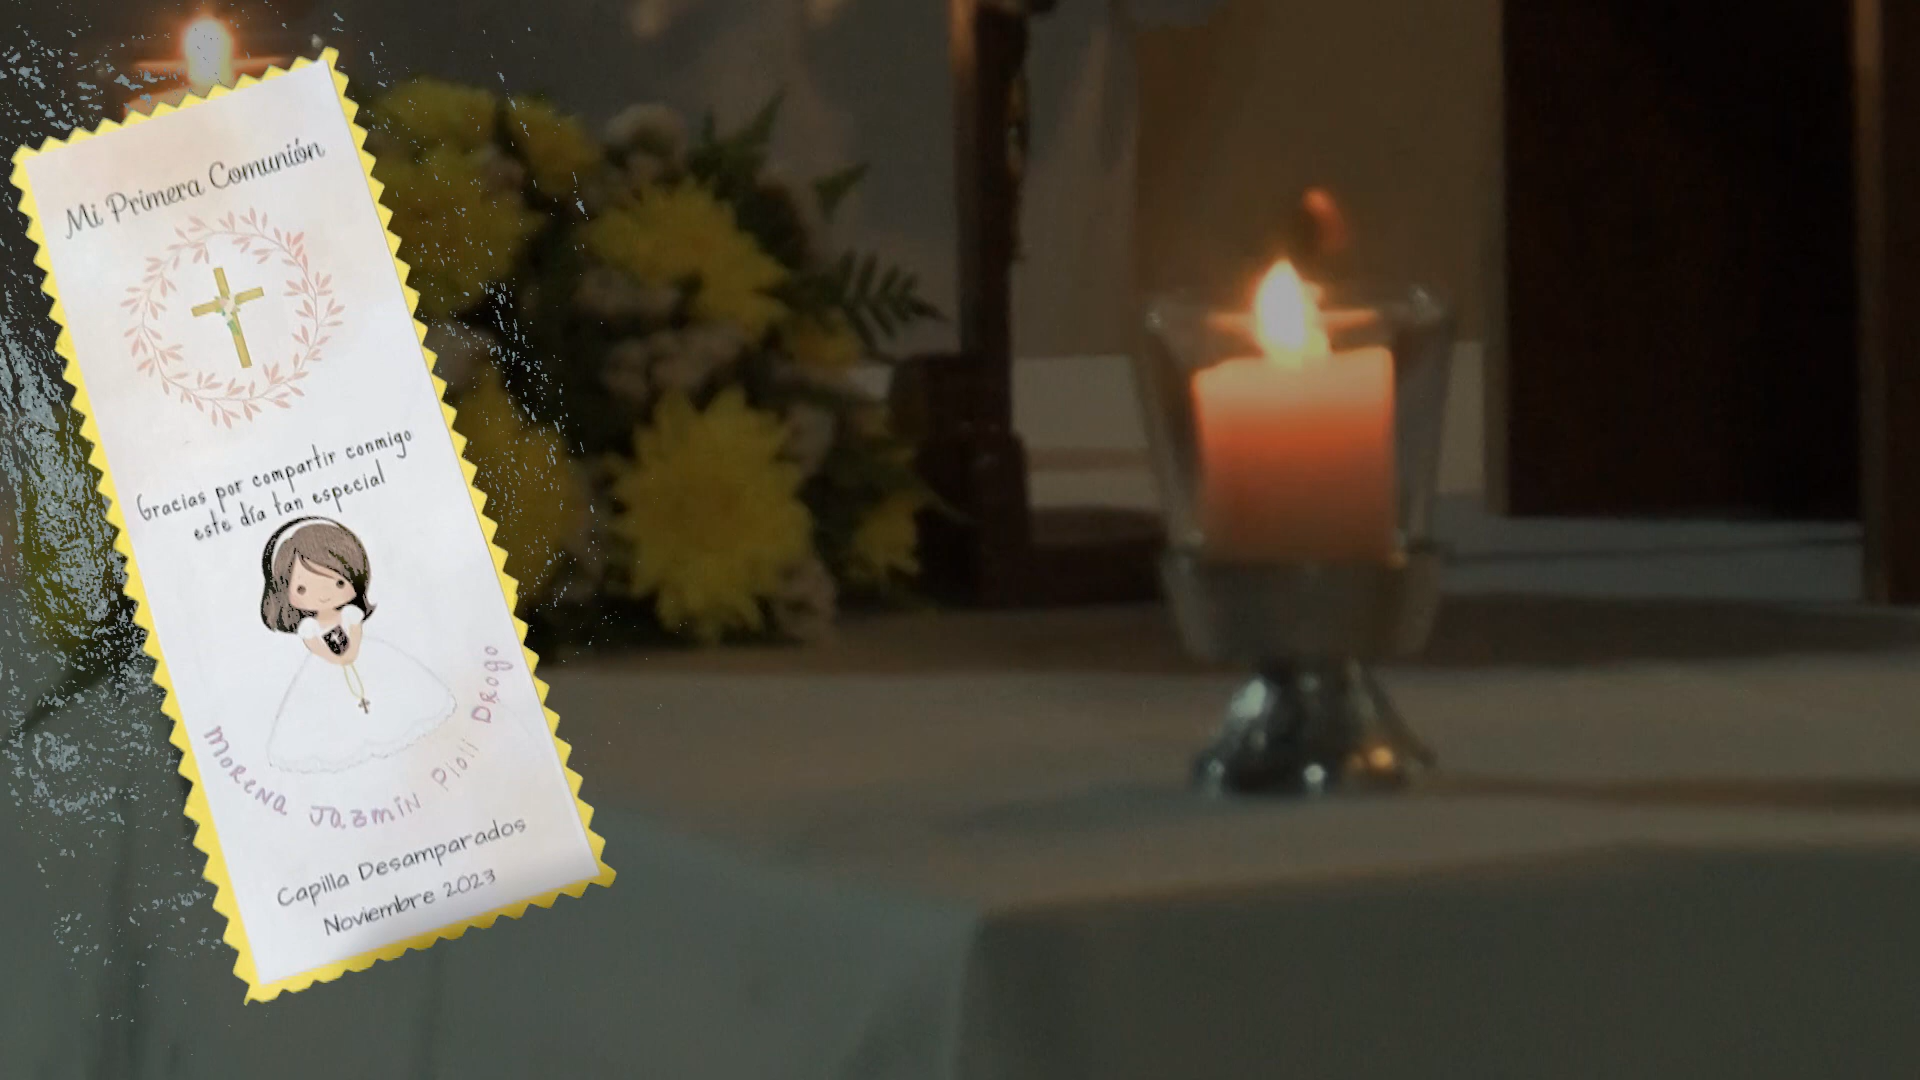 Mi Primera Comunión
Gracias por compartir conmigo
este día tan especial
Morena Jazmín Pioli Drogo
Capilla Desamparados
Noviembre 2023